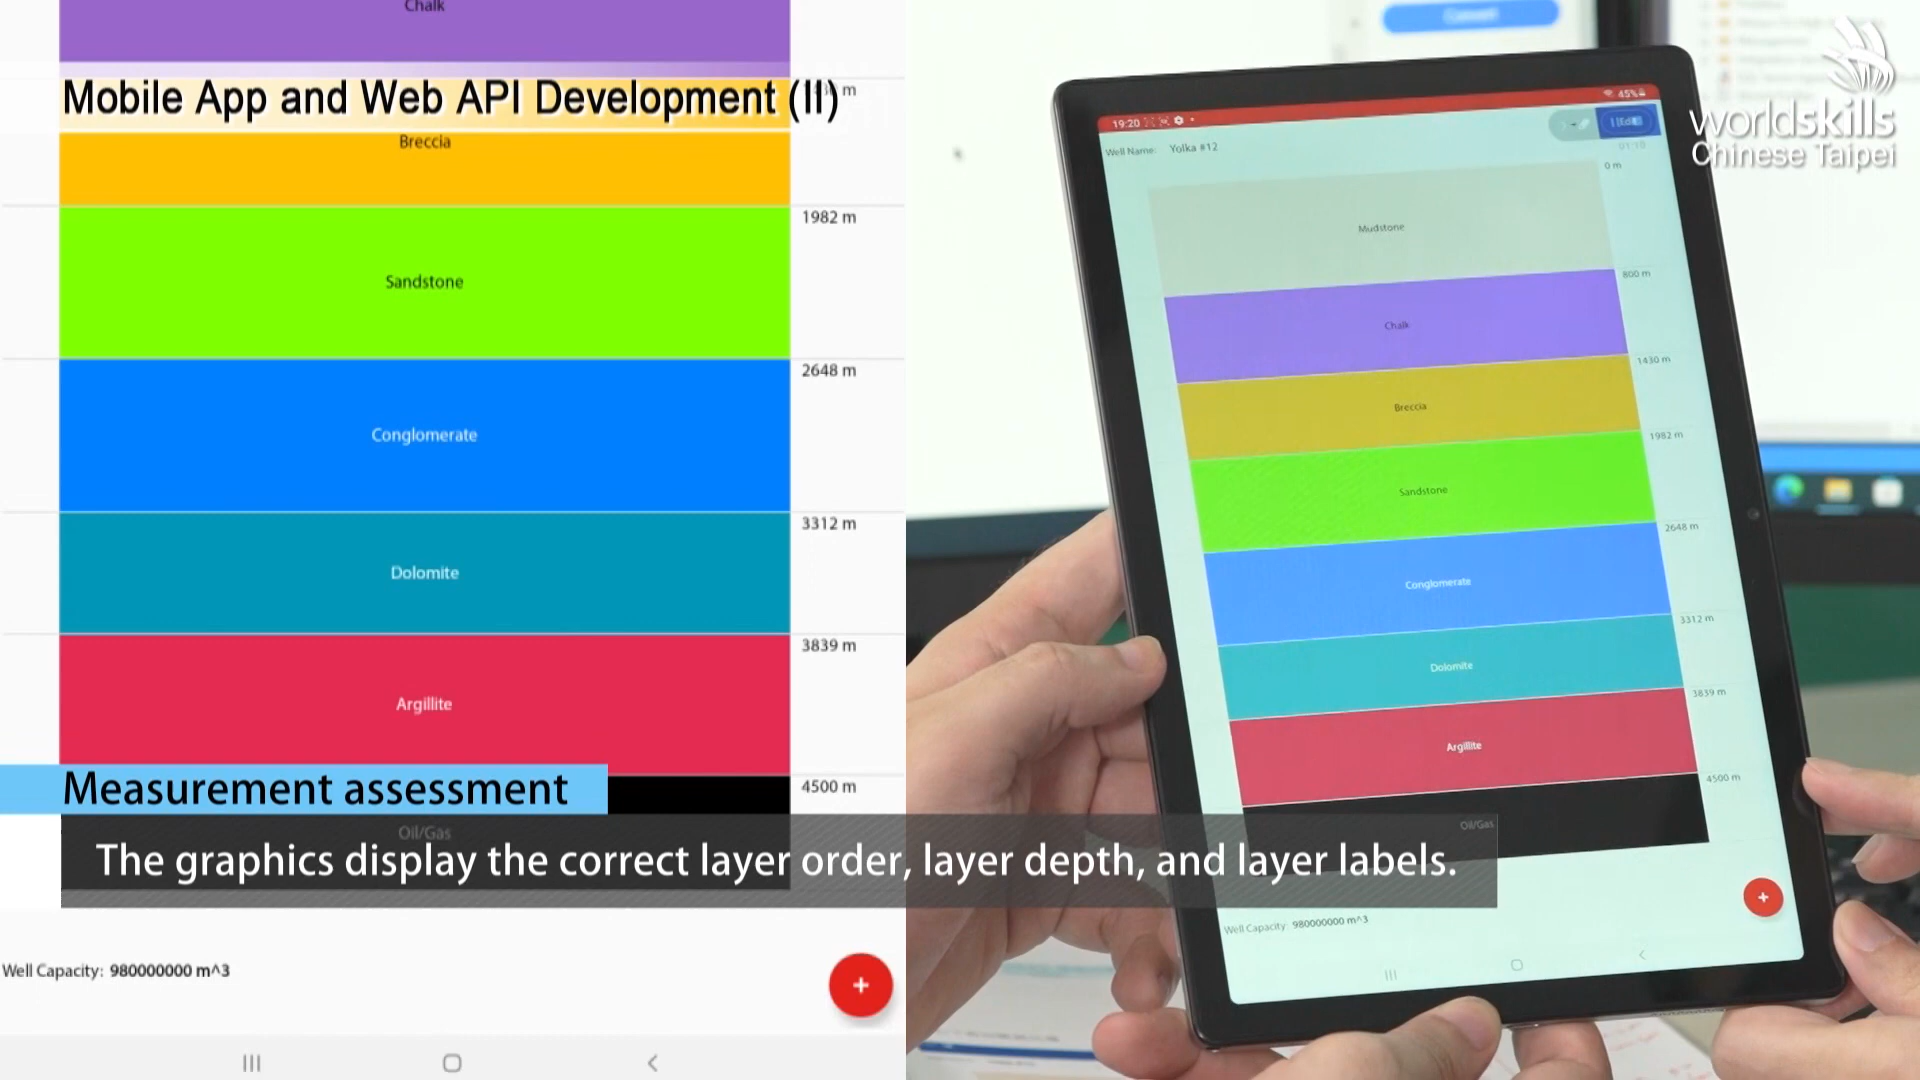 Chalk
Mobile App and Web API Development (II)
Breccia
1982 m
Sandstone
2648 m
Conglomerate
3312 m
Dolomite
3839 m
Argillite
4500 m
Measurement assessment
Oil/Gas
The graphics display the correct layer order, layer depth, and layer labels.
Well Capacity: 980000000 m^3
+
worldskills
Chinese Taipei
19:20
45%
Well Name: Yolka #12
0 m
Mudstone
800 m
Chalk
1430 m
Breccia
1982 m
Sandstone
2648 m
Conglomerate
3312 m
Dolomite
3839 m
Argillite
4500 m
Oil/Gas
Well Capacity: 980000000 m^3
+